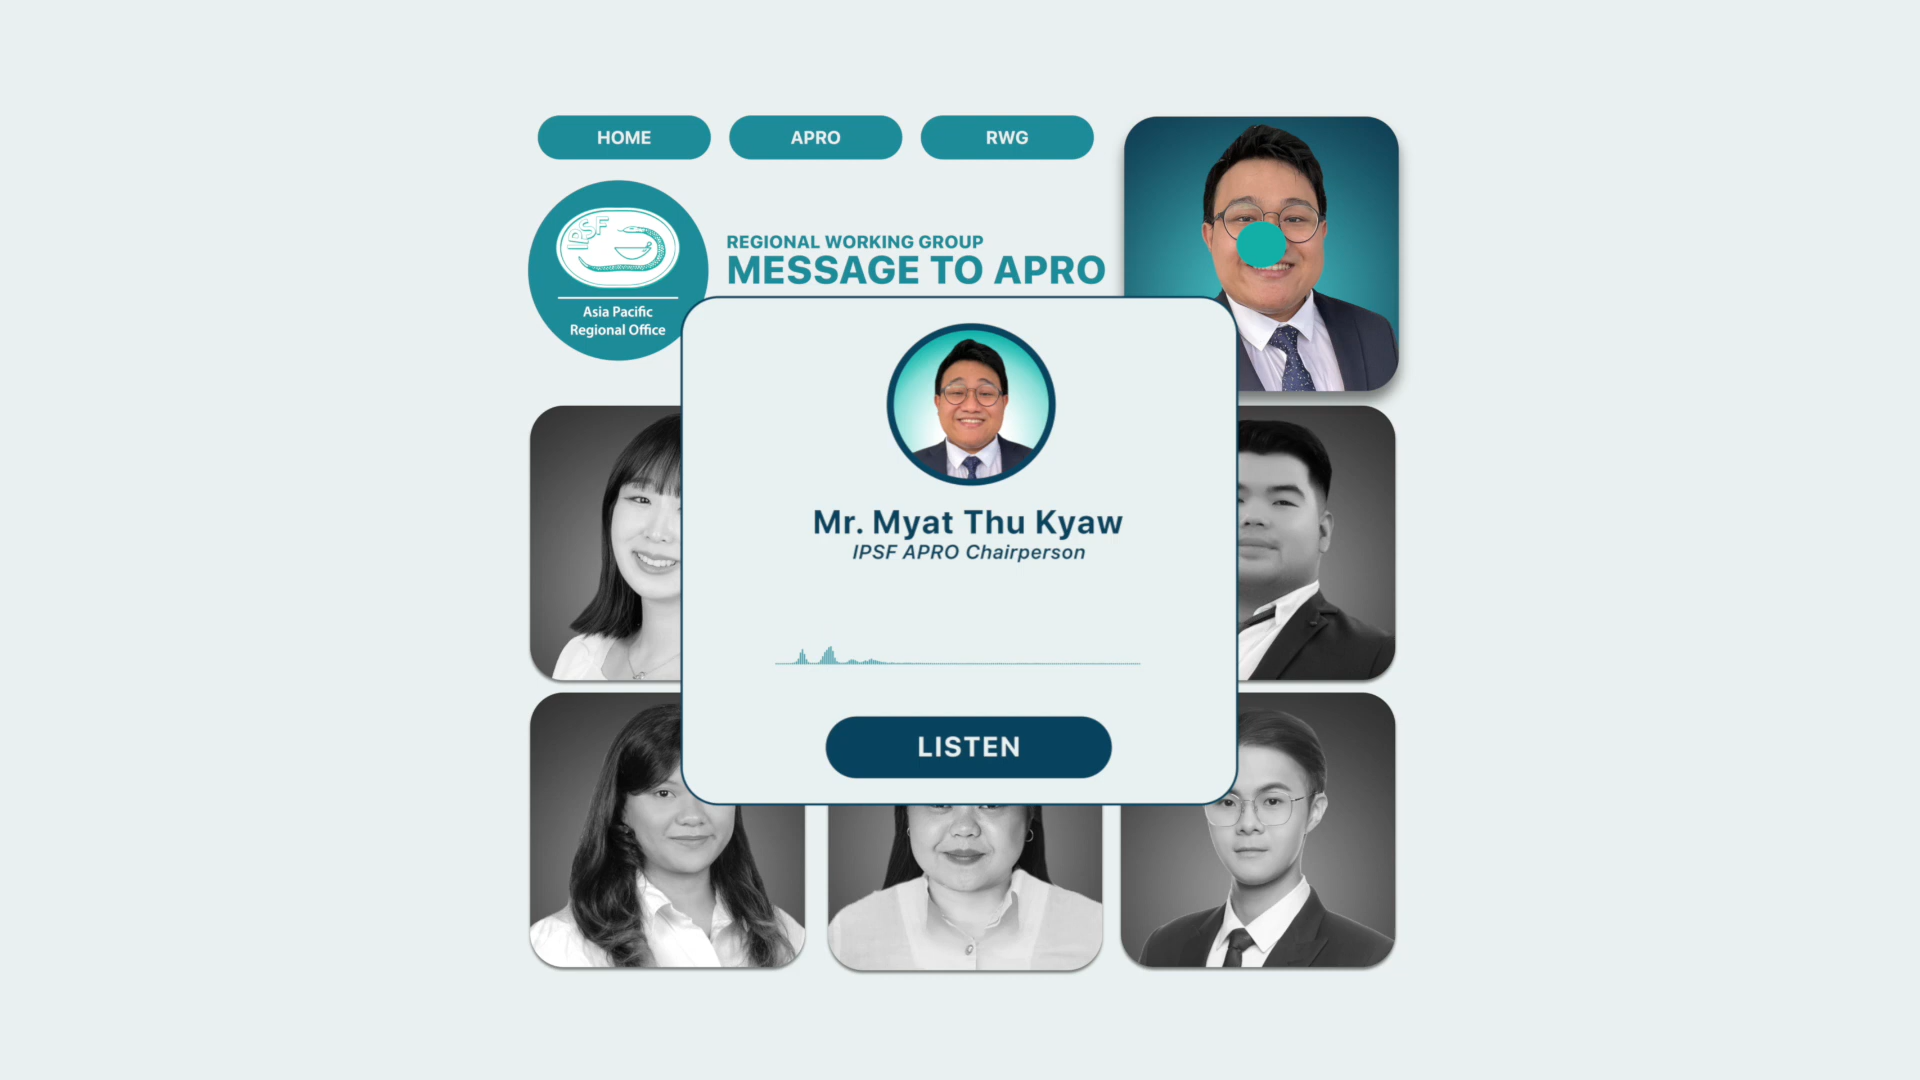 HOME
APRO
RWG
IPSF
Asia Pacific
Regional Office
REGIONAL WORKING GROUP
MESSAGE TO APRO
Mr. Myat Thu Kyaw
IPSF APRO Chairperson
LISTEN